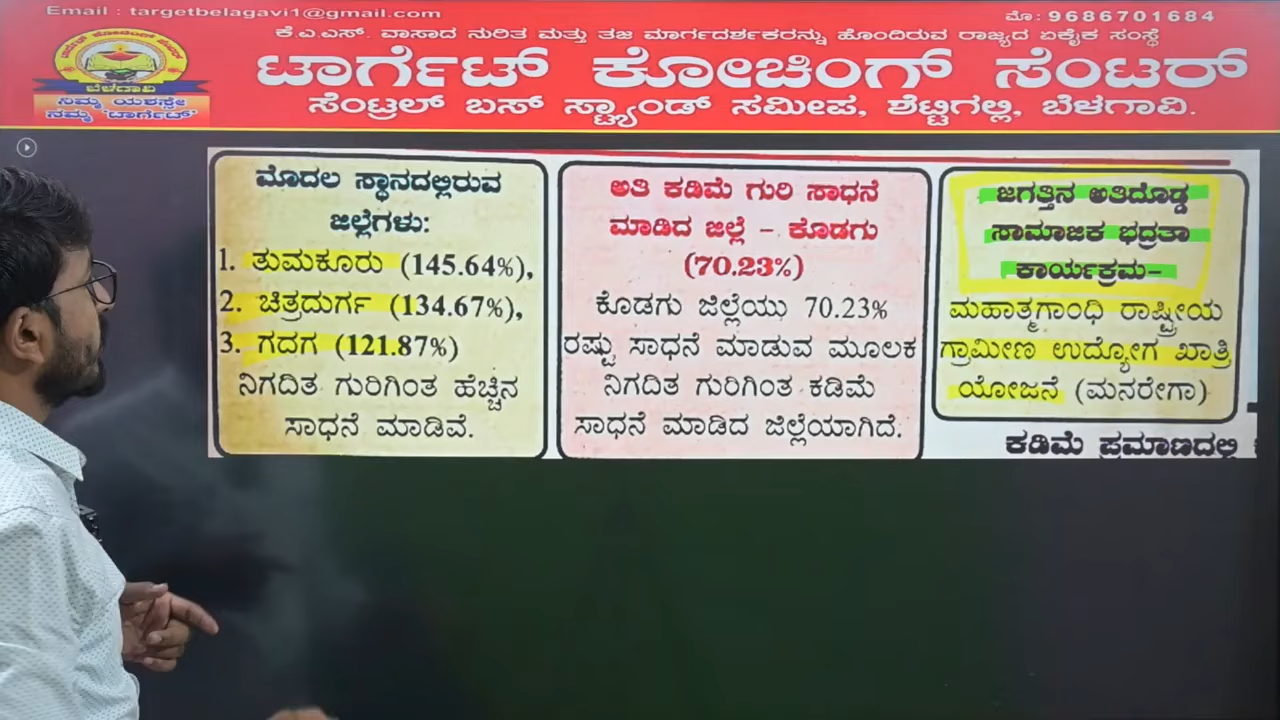 Email : targetbelagavi1@gmail.com
ಮೊ: 9686701684
ಕೆ.ಎ.ಎಸ್. ಪಾಸಾದ ನುರಿತ ಮತ್ತು ತಜ್ಞ ಮಾರ್ಗದರ್ಶಕರನ್ನು ಹೊಂದಿರುವ ರಾಜ್ಯದ ಏಕೈಕ ಸಂಸ್ಥೆ
ಟಾರ್ಗೆಟ್ ಕೋಚಿಂಗ್ ಸೆಂಟರ್
ಸೆಂಟ್ರಲ್ ಬಸ್ ಸ್ಟ್ಯಾಂಡ್ ಸಮೀಪ, ಶೆಟ್ಟಿಗಲ್ಲಿ, ಬೆಳಗಾವಿ.
ಬೆಳಗಾವಿ
ನಿಮ್ಮ ಯಶಸ್ಸೇ
ನಮ್ಮ 'ಟಾರ್ಗೆಟ್'
ಮೊದಲ ಸ್ಥಾನದಲ್ಲಿರುವ
ಜಿಲ್ಲೆಗಳು:
1. ತುಮಕೂರು (145.64%),
2. ಚಿತ್ರದುರ್ಗ (134.67%),
3. ಗದಗ (121.87%)
ನಿಗದಿತ ಗುರಿಗಿಂತ ಹೆಚ್ಚಿನ
ಸಾಧನೆ ಮಾಡಿವೆ.
ಅತಿ ಕಡಿಮೆ ಗುರಿ ಸಾಧನೆ
ಮಾಡಿದ ಜಿಲ್ಲೆ – ಕೊಡಗು
(70.23%)
ಕೊಡಗು ಜಿಲ್ಲೆಯು 70.23%
ರಷ್ಟು ಸಾಧನೆ ಮಾಡುವ ಮೂಲಕ
ನಿಗದಿತ ಗುರಿಗಿಂತ ಕಡಿಮೆ
ಸಾಧನೆ ಮಾಡಿದ ಜಿಲ್ಲೆಯಾಗಿದೆ.
ಜಗತ್ತಿನ ಅತಿದೊಡ್ಡ
ಸಾಮಾಜಿಕ ಭದ್ರತಾ
ಕಾರ್ಯಕ್ರಮ–
ಮಹಾತ್ಮಗಾಂಧಿ ರಾಷ್ಟ್ರೀಯ
ಗ್ರಾಮೀಣ ಉದ್ಯೋಗ ಖಾತ್ರಿ
ಯೋಜನೆ (ಮನರೇಗಾ)
ಕಡಿಮೆ ಪ್ರಮಾಣದಲ್ಲಿ